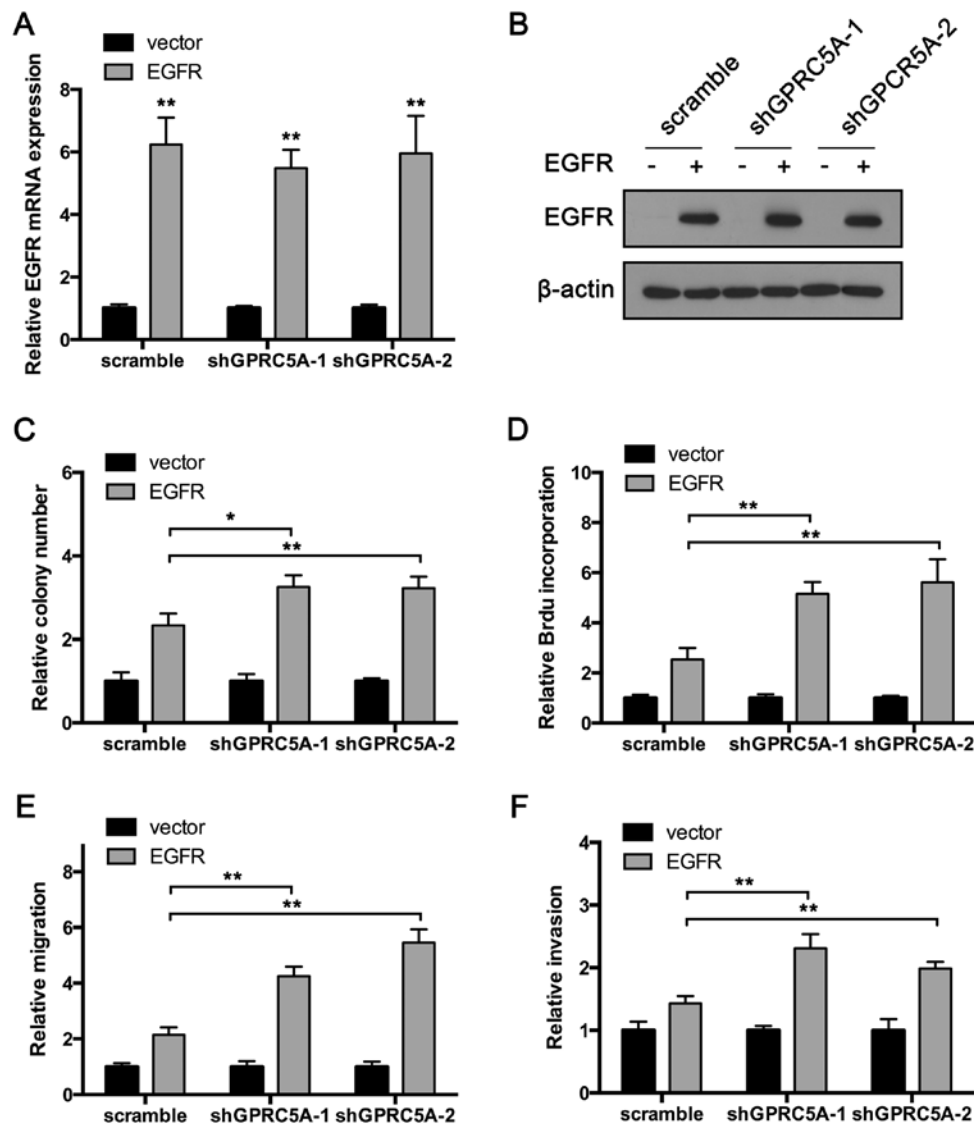 A
vector
EGFR
Relative EGFR mRNA expression
8
6
4
2
0
** ** **
scramble shGPRC5A-1 shGPRC5A-2
B
scramble shGPRC5A-1 shGPCR5A-2
EGFR - + - + - +
EGFR
β-actin
C
vector
EGFR
Relative colony number
6
4
2
0
*
**
scramble shGPRC5A-1 shGPRC5A-2
D
vector
EGFR
Relative Brdu incorporation
10
8
6
4
2
0
**
**
scramble shGPRC5A-1 shGPRC5A-2
E
vector
EGFR
Relative migration
8
6
4
2
0
**
**
scramble shGPRC5A-1 shGPRC5A-2
F
vector
EGFR
Relative invasion
4
3
2
1
0
**
**
scramble shGPRC5A-1 shGPRC5A-2